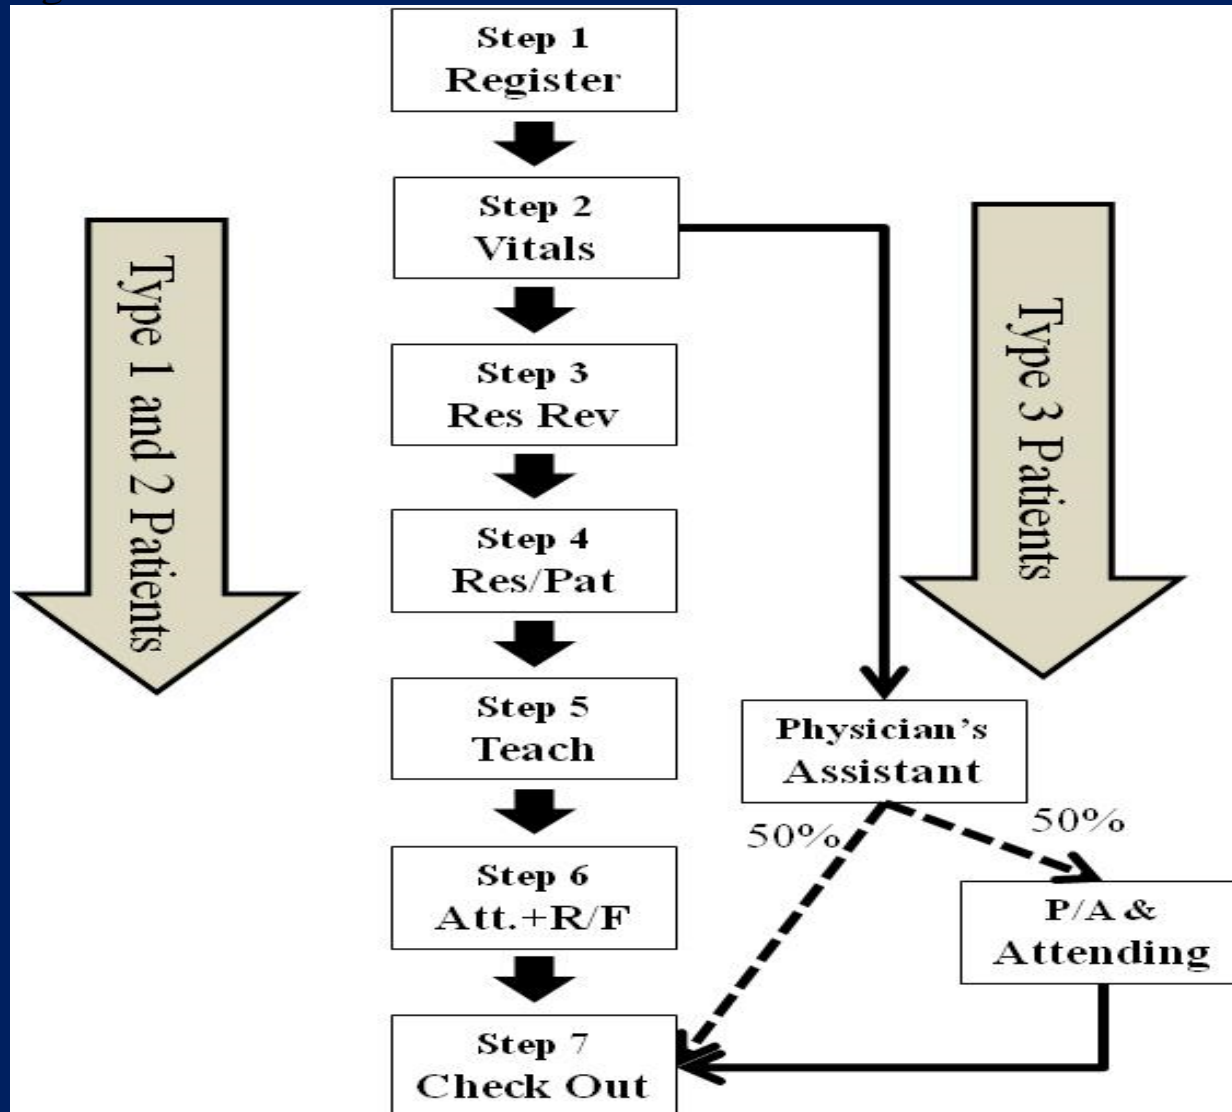 Step 1
Register
Step 2
Vitals
Step 3
Res Rev
Step 4
Res/Pat
Step 5
Teach
Step 6
Att.+R/F
Step 7
Check Out
Type 1 and 2 Patients
Type 3 Patients
Physician's
Assistant
50%
50%
P/A &
Attending